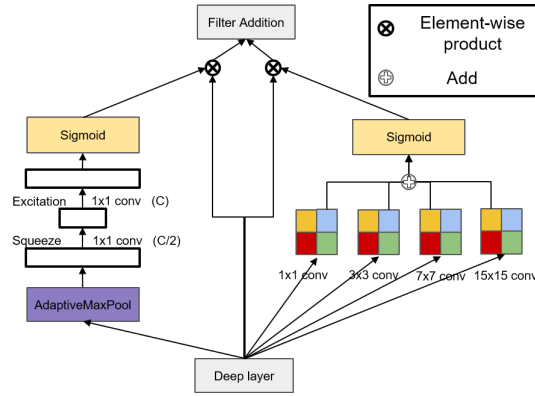 Filter Addition
Element-wise
product
Add
Sigmoid
Sigmoid
Excitation
1x1 conv
(C)
Squeeze
1x1 conv
(C/2)
1x1 conv
3x3 conv
7x7 conv
15x15 conv
AdaptiveMaxPool
Deep layer